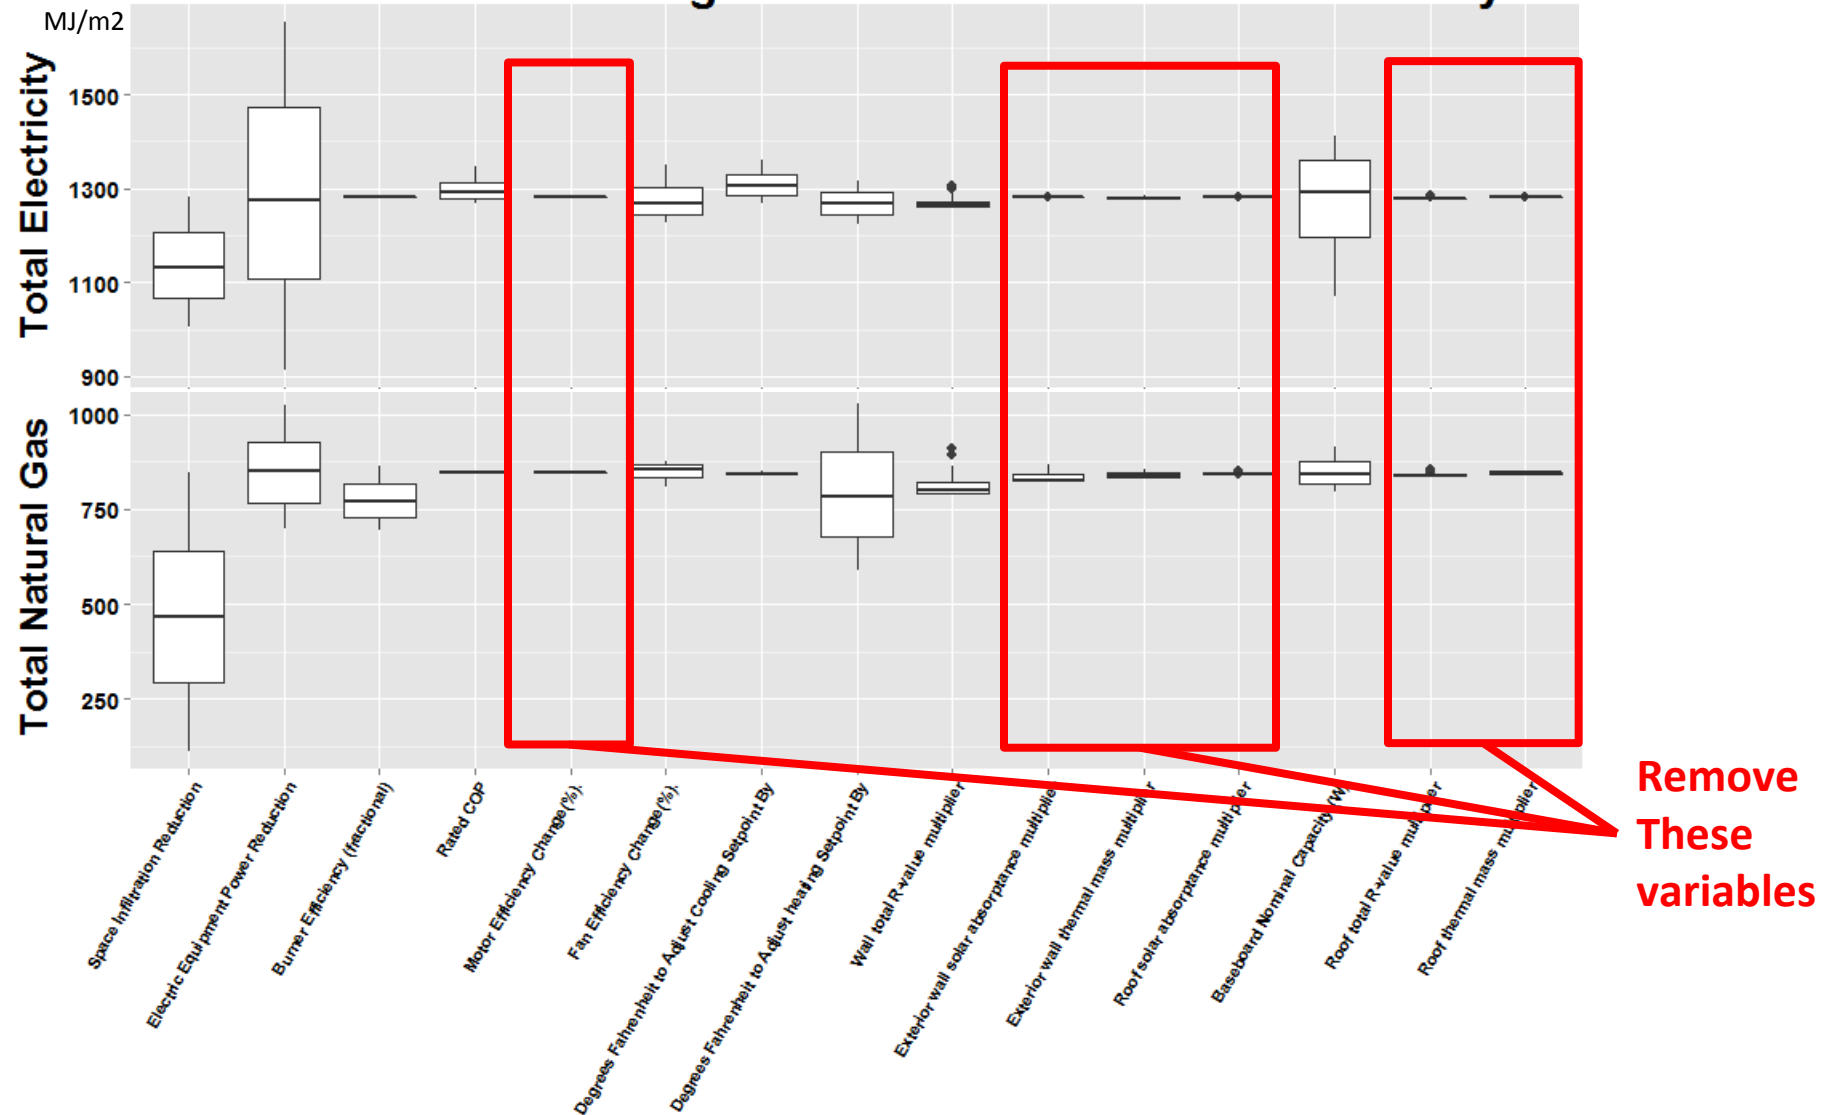 MJ/m2
Total Electricity
1500
1300
1100
900
Total Natural Gas
1000
750
500
250
Space Infiltration Reduction
Electric Equipment Power Reduction
Burner Efficiency (fractional)
Rated COP
Motor Efficiency Change(%).
Fan Efficiency Change(%).
Degrees Fahrenheit to Adjust Cooling Setpoint By
Degrees Fahrenheit to Adjust heating Setpoint By
Wall total R-value multiplier
Exterior wall solar absorptance multiplier
Exterior wall thermal mass multiplier
Roof solar absorptance multiplier
Baseboard Nominal Capacity (W)
Roof total R-value multiplier
Roof thermal mass multiplier
Remove
These
variables